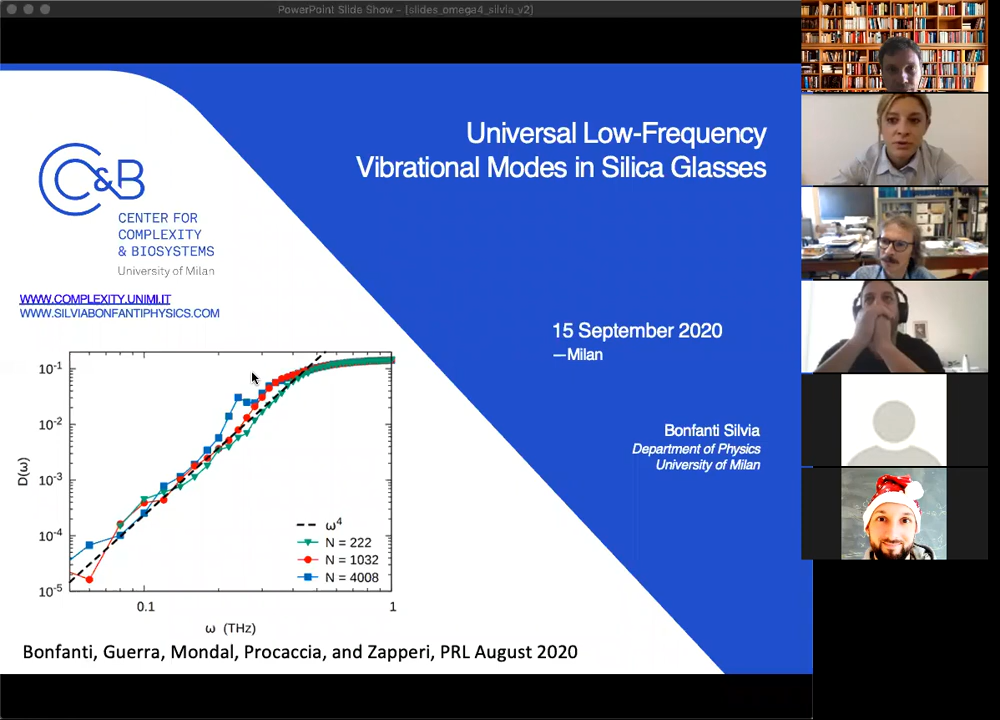 PowerPoint Slide Show - [slides_omega4_silvia_v2]
Universal Low-Frequency
Vibrational Modes in Silica Glasses
C&B
CENTER FOR
COMPLEXITY
& BIOSYSTEMS
University of Milan
WWW.COMPLEXITY.UNIMI.IT
WWW.SILVIABONFANTIPHYSICS.COM
15 September 2020
—Milan
Bonfanti Silvia
Department of Physics
University of Milan
D(ω)
10⁻¹
10⁻²
10⁻³
10⁻⁴
10⁻⁵
ω⁴
N = 222
N = 1032
N = 4008
0.1 1
ω (THz)
Bonfanti, Guerra, Mondal, Procaccia, and Zapperi, PRL August 2020